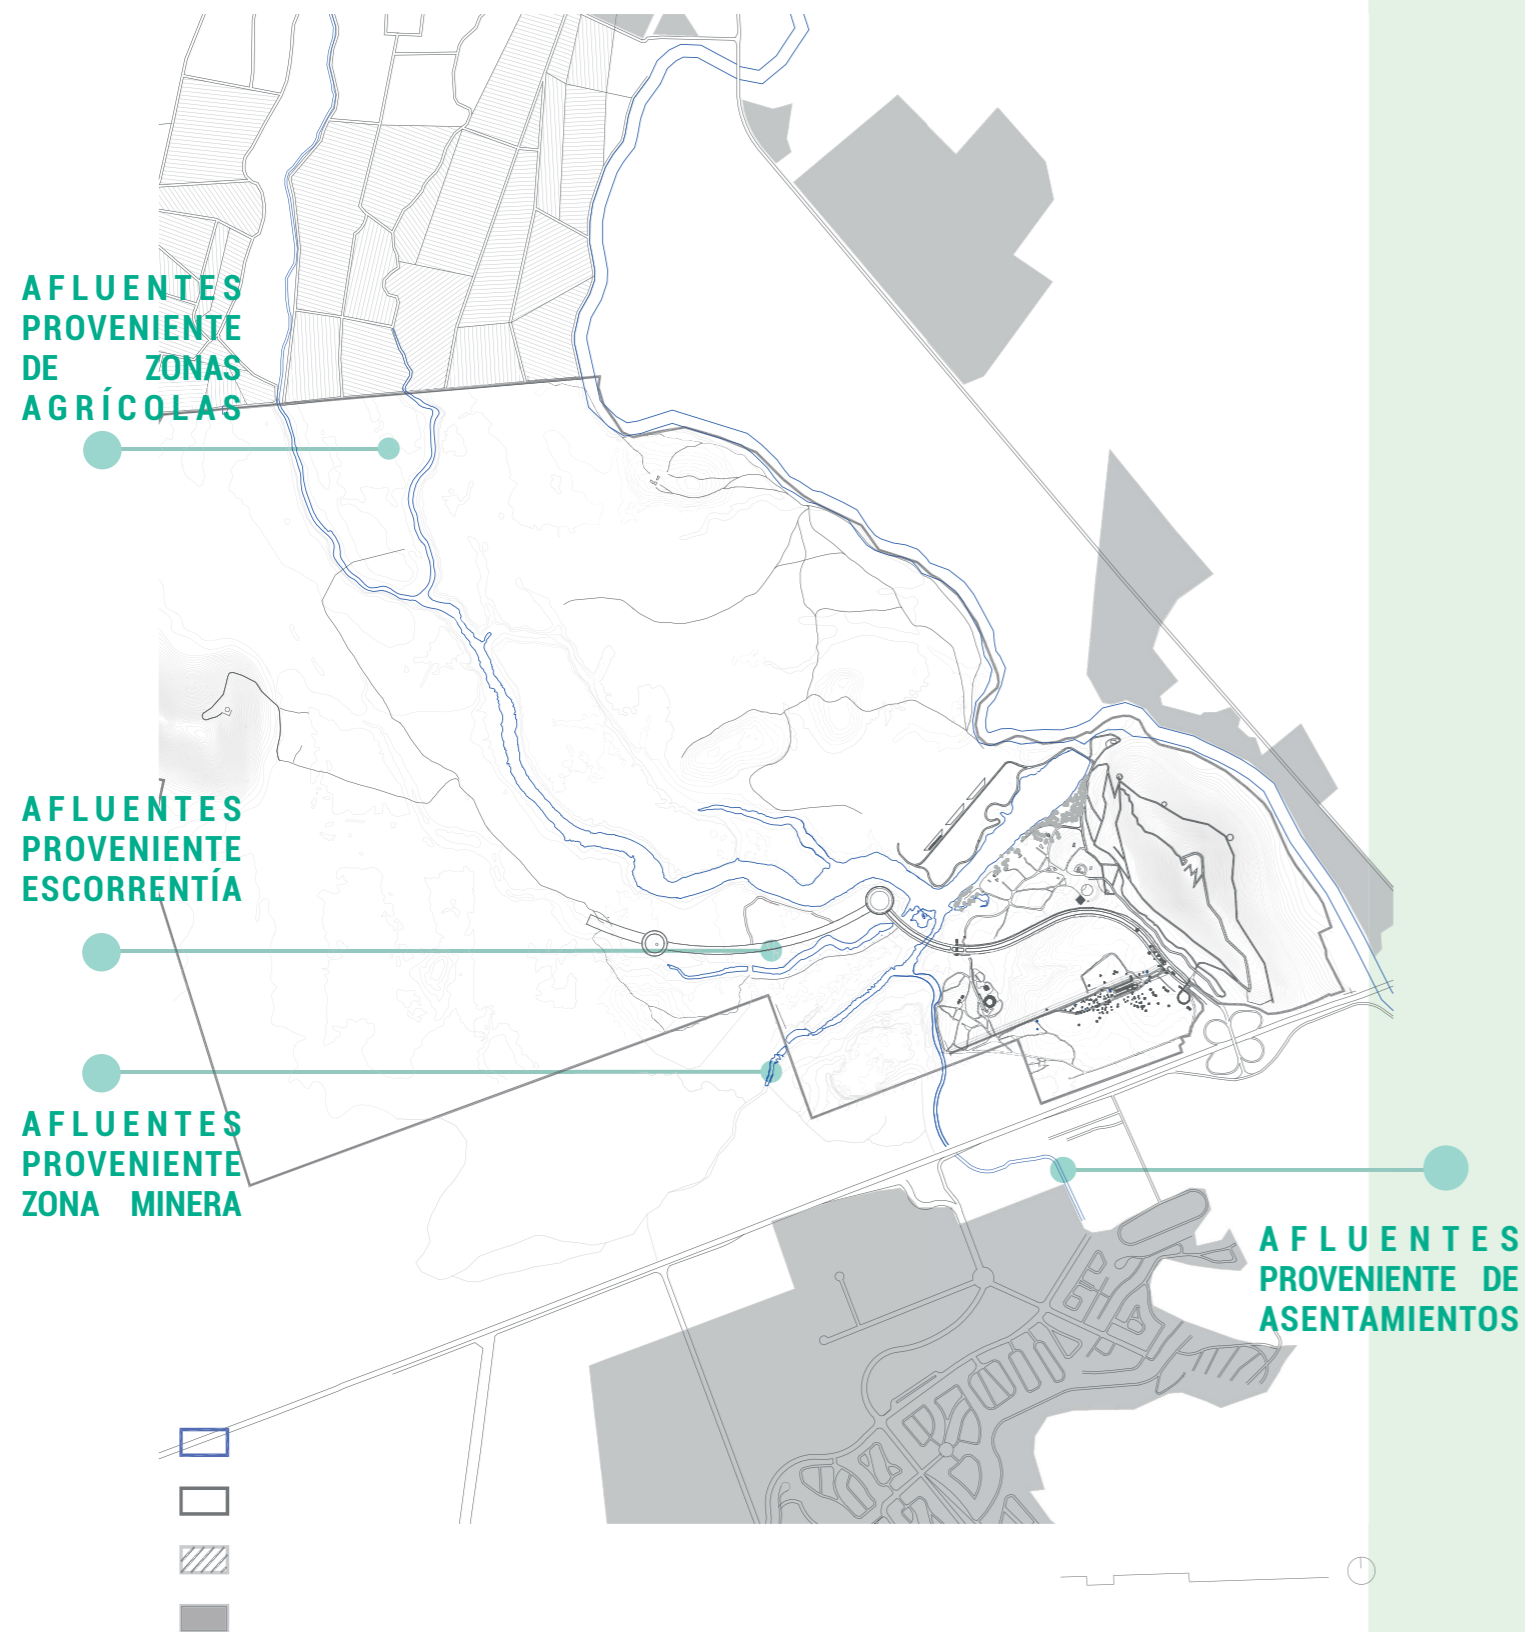 AFLUENTES
PROVENIENTE
DE ZONAS
AGRÍCOLAS
AFLUENTES
PROVENIENTE
ESCORRENTÍA
AFLUENTES
PROVENIENTE
ZONA MINERA
AFLUENTES
PROVENIENTE DE
ASENTAMIENTOS